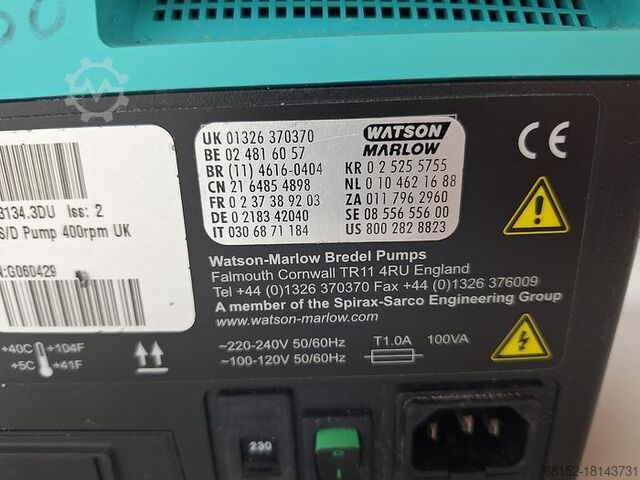 50
UK 01326 370370
BE 02 481 60 57
BR (11) 4616-0404
CN 21 6485 4898
FR 0 2 37 38 92 03
DE 0 2183 42040
IT 030 68 71 184
WATSON
MARLOW
KR 0 2 525 5755
NL 0 10 462 16 88
ZA 011 796 2960
SE 08 556 556 00
US 800 282 8823
CE
3134.3DU Iss: 2
S/D Pump 400rpm UK
N:G060429
Watson-Marlow Bredel Pumps
Falmouth Cornwall TR11 4RU England
Tel +44 (0)1326 370370 Fax +44 (0)1326 376009
A member of the Spirax-Sarco Engineering Group
www.watson-marlow.com
+40C +104F
+5C +41F
~220-240V 50/60Hz
~100-120V 50/60Hz
T1.0A 100VA
230
68152-18143731